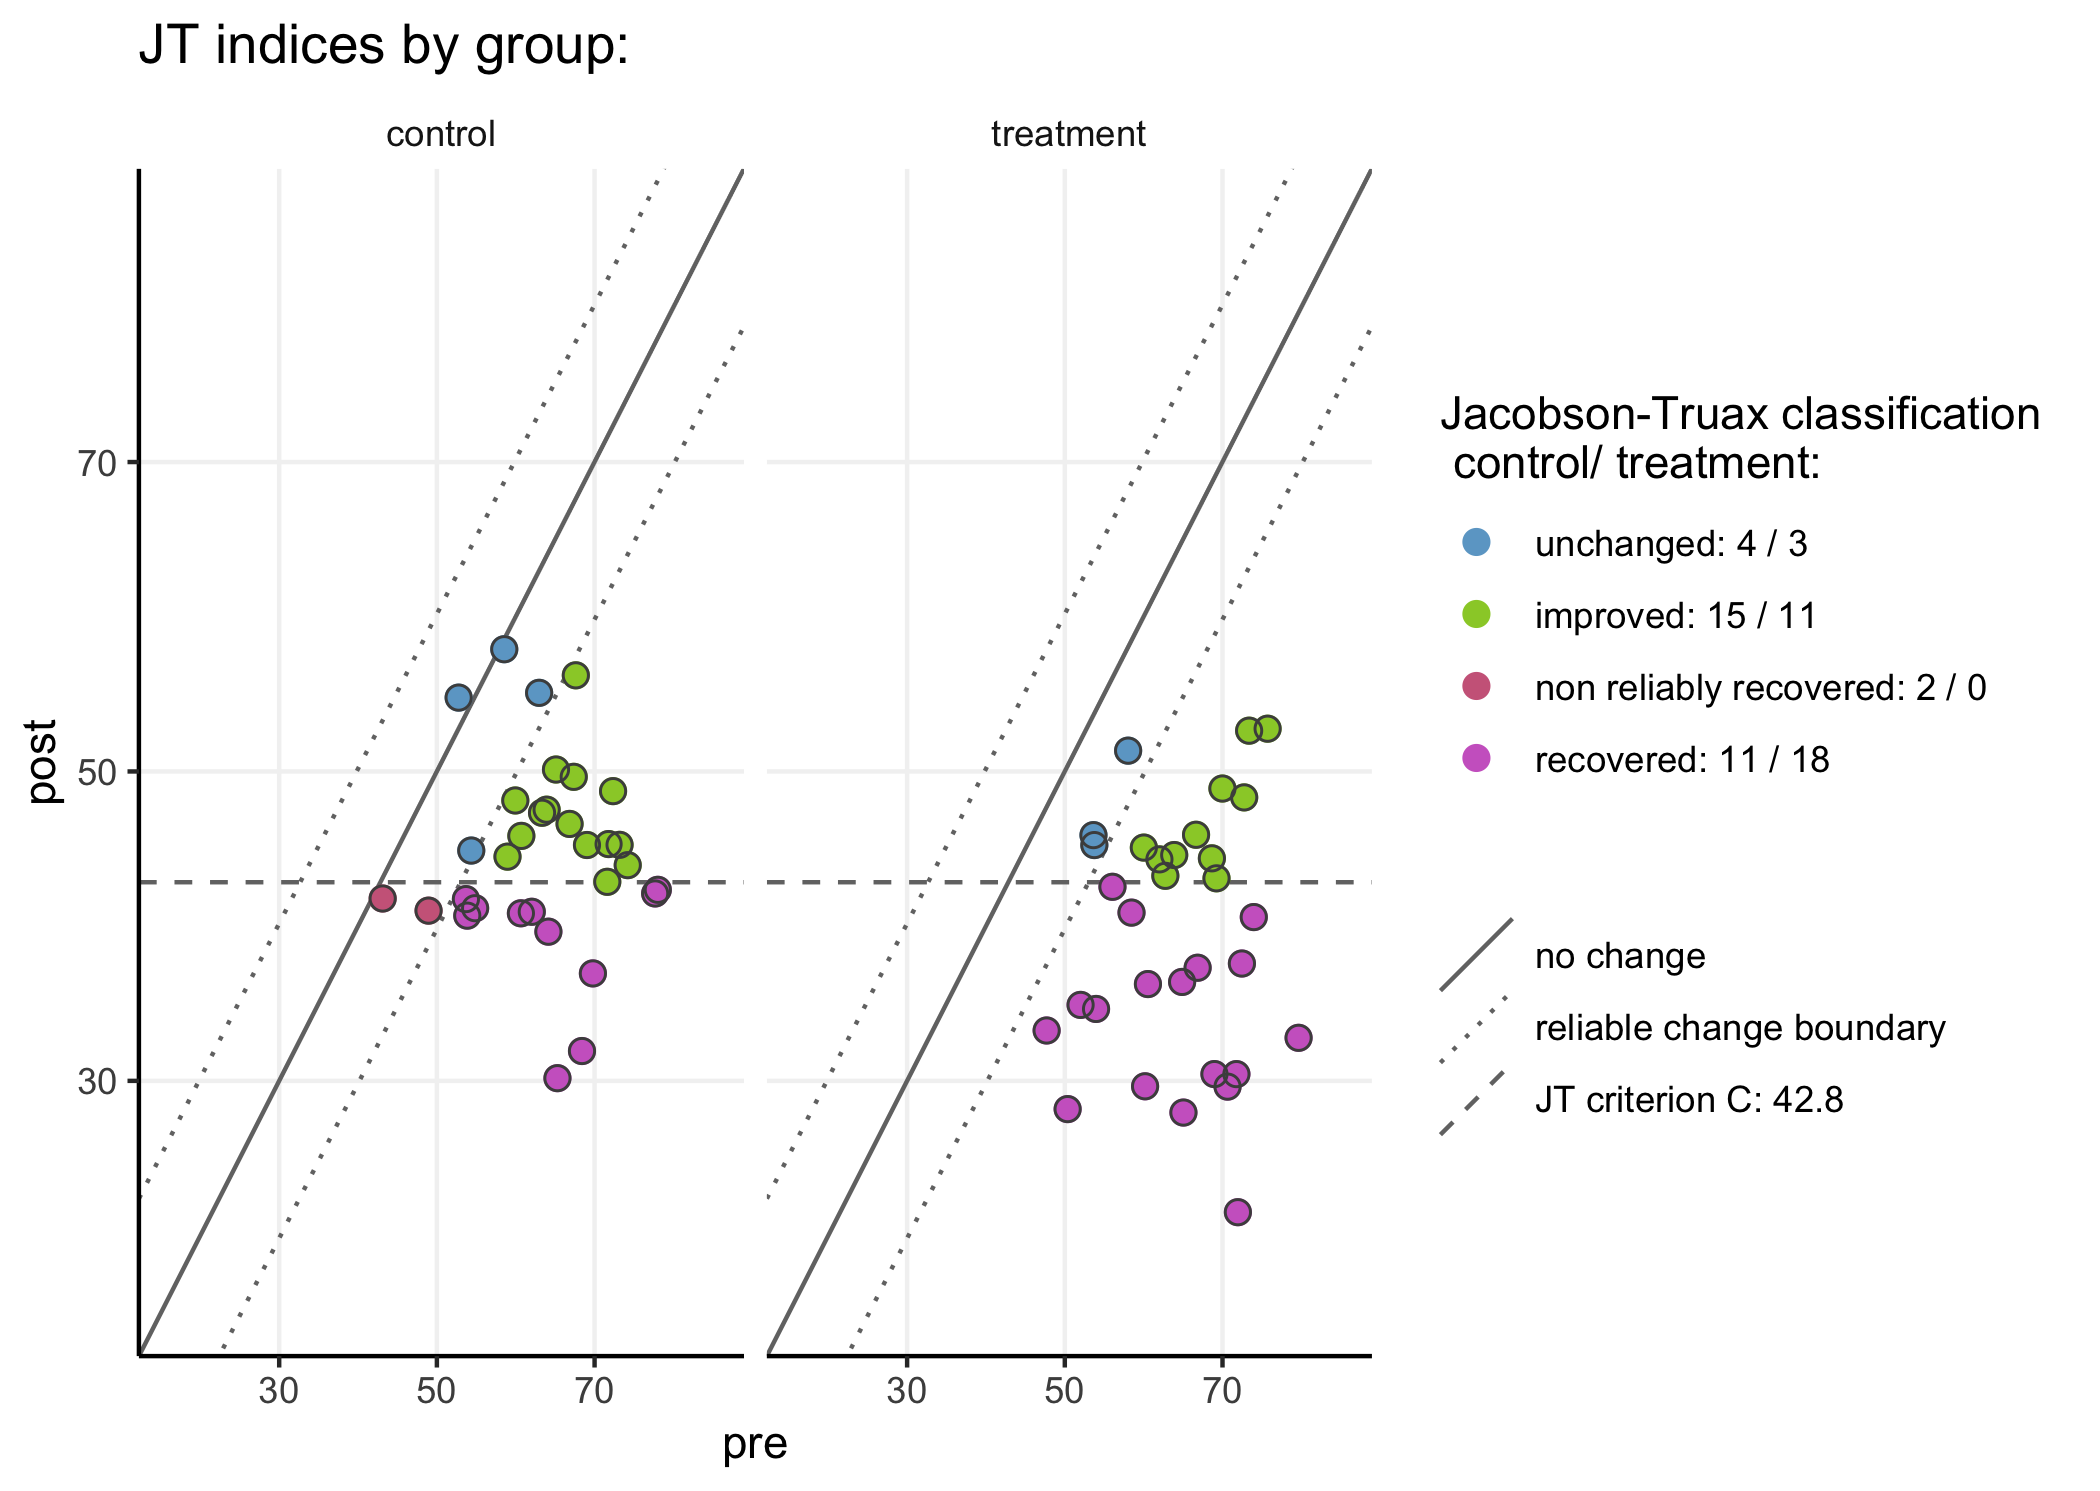 JT indices by group:
control
treatment
70
50
30
post
30
50
70
30
50
70
pre
Jacobson-Truax classification
control/ treatment:
unchanged: 4 / 3
improved: 15 / 11
non reliably recovered: 2 / 0
recovered: 11 / 18
no change
reliable change boundary
JT criterion C: 42.8